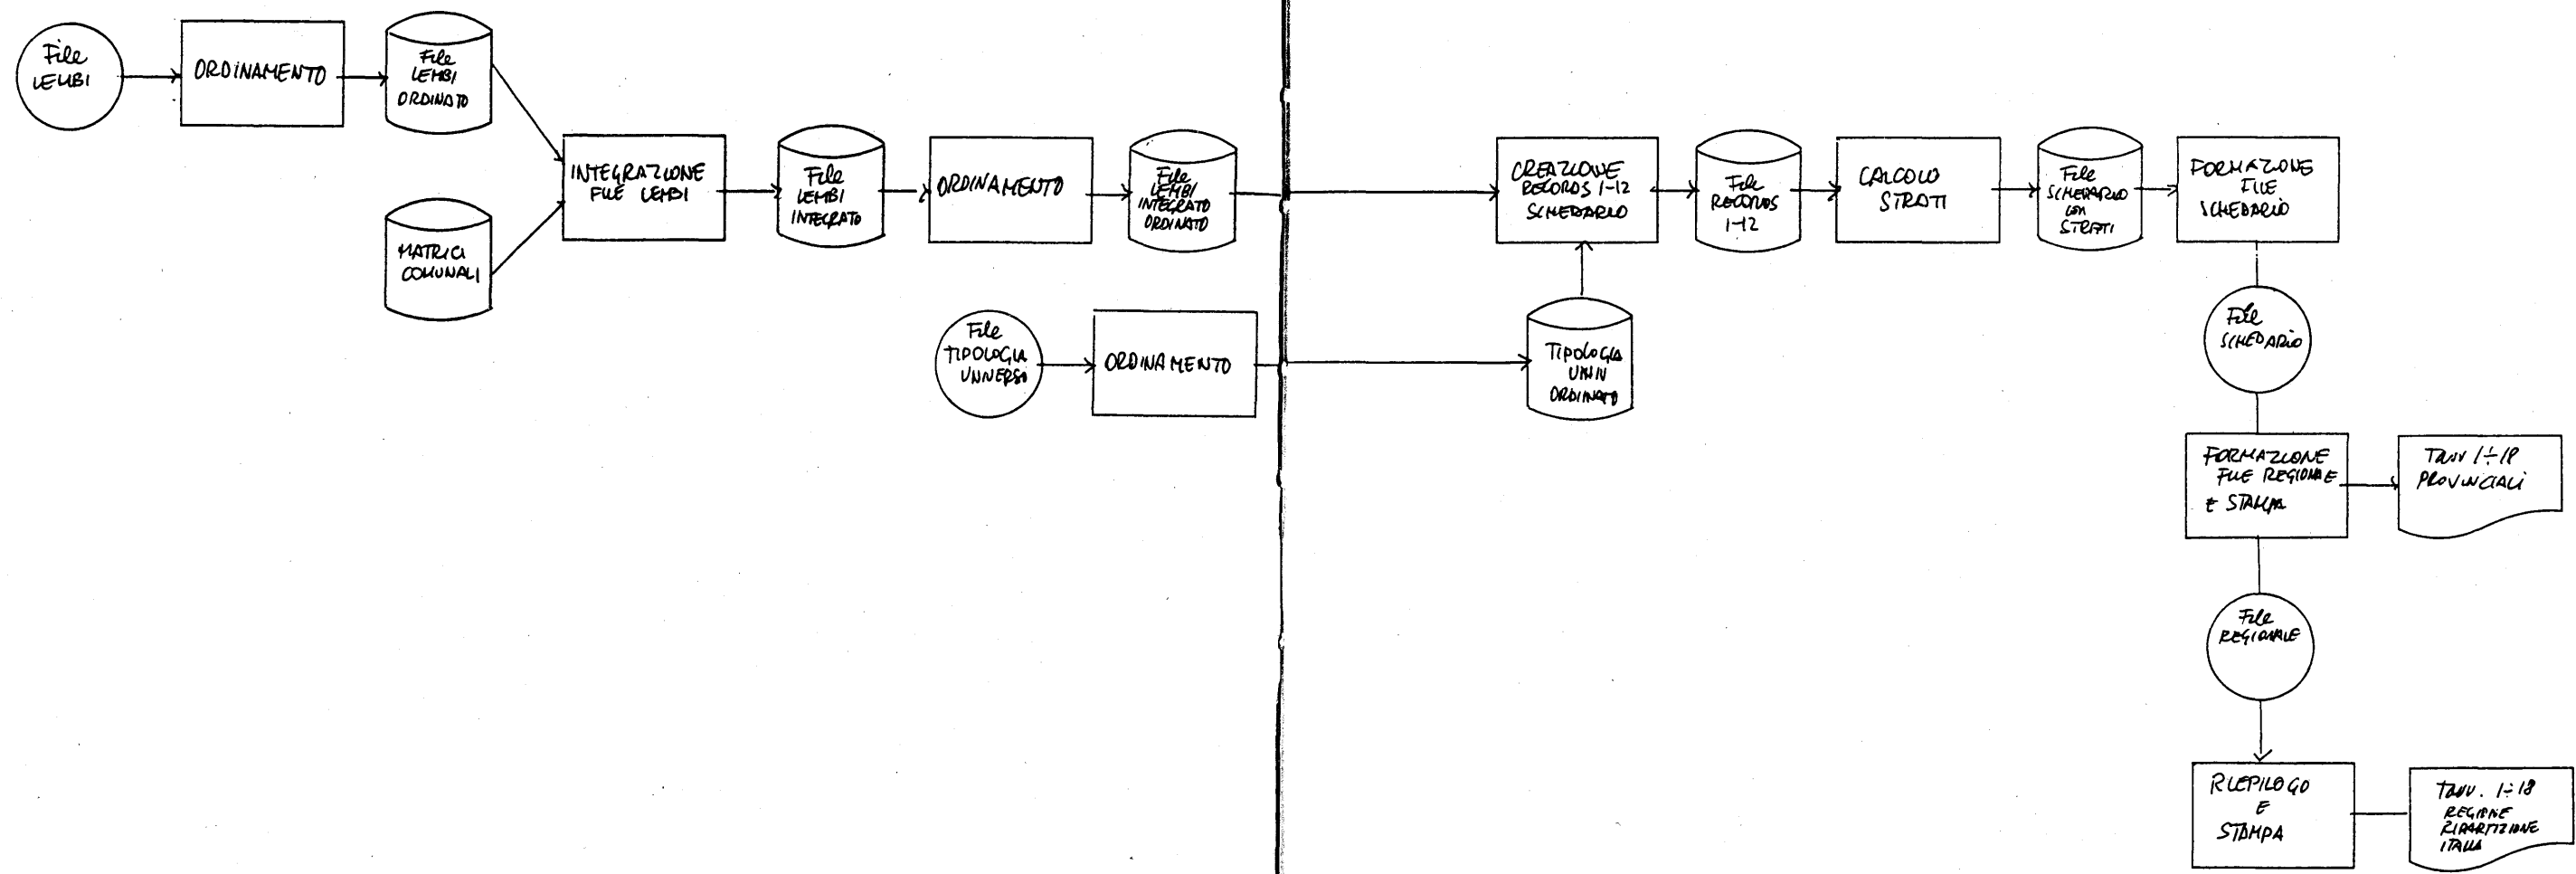 File
LEMBI
ORDINAMENTO
File
LEMBI
ORDINATO
MATRICI
COMUNALI
INTEGRAZIONE
FILE LEMBI
File
LEMBI
INTEGRATO
ORDINAMENTO
File
LEMBI
INTEGRATO
ORDINATO
File
TIPOLOGIA
UNIVERSO
ORDINAMENTO
CREAZIONE
RECORDS 1-12
SCHEDARIO
TIPOLOGIA
UNIV
ORDINATO
File
RECORDS
1-12
CALCOLO
STRATI
File
SCHEDARIO
con
STRATI
FORMAZIONE
FILE
SCHEDARIO
File
SCHEDARIO
FORMAZIONE
FILE REGIONALE
E STAMPA
TAVV 1÷18
PROVINCIALI
File
REGIONALE
RIEPILOGO
E
STAMPA
TAVV. 1÷18
REGIONE
RIPARTIZIONE
ITALIA